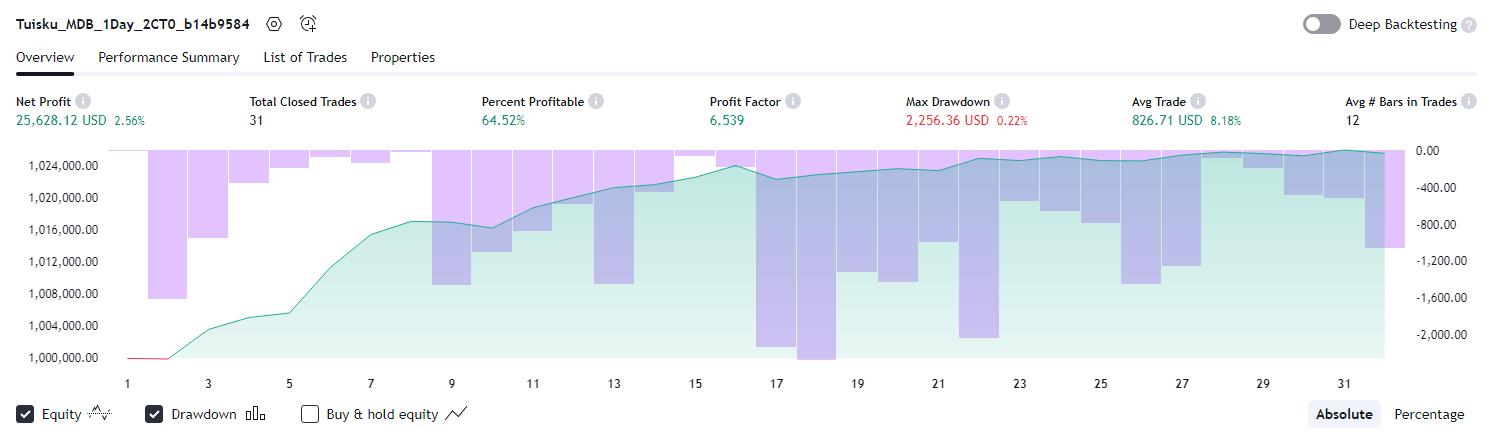 Tuisku_MDB_1Day_2CT0_b14b9584 Deep Backtesting
Overview Performance Summary List of Trades Properties
Net Profit Total Closed Trades Percent Profitable Profit Factor Max Drawdown Avg Trade Avg # Bars in Trades
25,628.12 USD 2.56% 31 64.52% 6.539 2,256.36 USD 0.22% 826.71 USD 8.18% 12
1,024,000.00 0.00
1,020,000.00 -400.00
1,016,000.00 -800.00
1,012,000.00 -1,200.00
1,008,000.00 -1,600.00
1,004,000.00 -2,000.00
1,000,000.00
1 3 5 7 9 11 13 15 17 19 21 23 25 27 29 31
Equity Drawdown Buy & hold equity Absolute Percentage